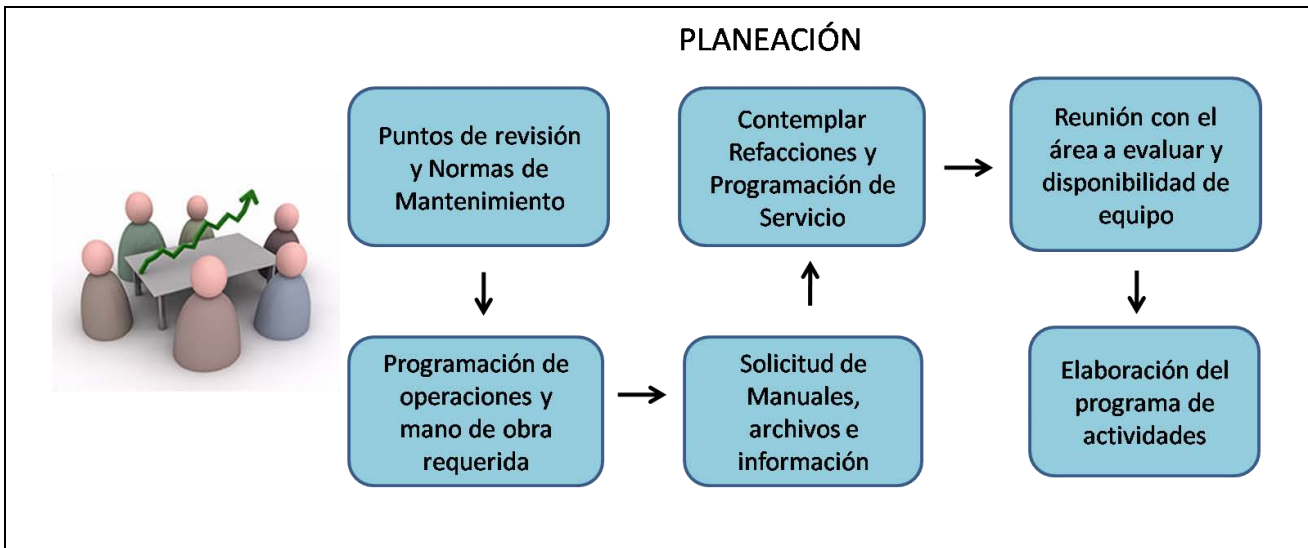 PLANEACIÓN
Puntos de revisión
y Normas de
Mantenimiento
Programación de
operaciones y
mano de obra
requerida
Solicitud de
Manuales,
archivos e
información
Contemplar
Refacciones y
Programación de
Servicio
Reunión con el
área a evaluar y
disponibilidad de
equipo
Elaboración del
programa de
actividades